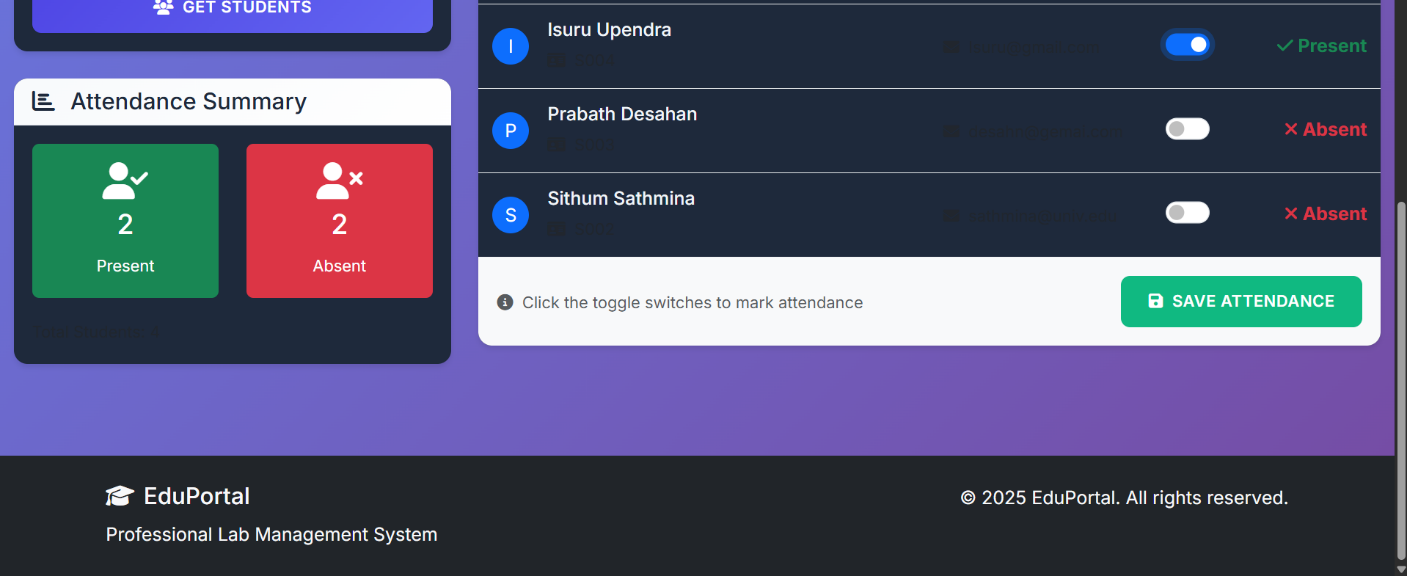 GET STUDENTS
Attendance Summary
2
Present
2
Absent
I
Isuru Upendra
S004
Present
P
Prabath Desahan
Absent
S
Sithum Sathmina
Absent
Click the toggle switches to mark attendance
SAVE ATTENDANCE
EduPortal
Professional Lab Management System
© 2025 EduPortal. All rights reserved.